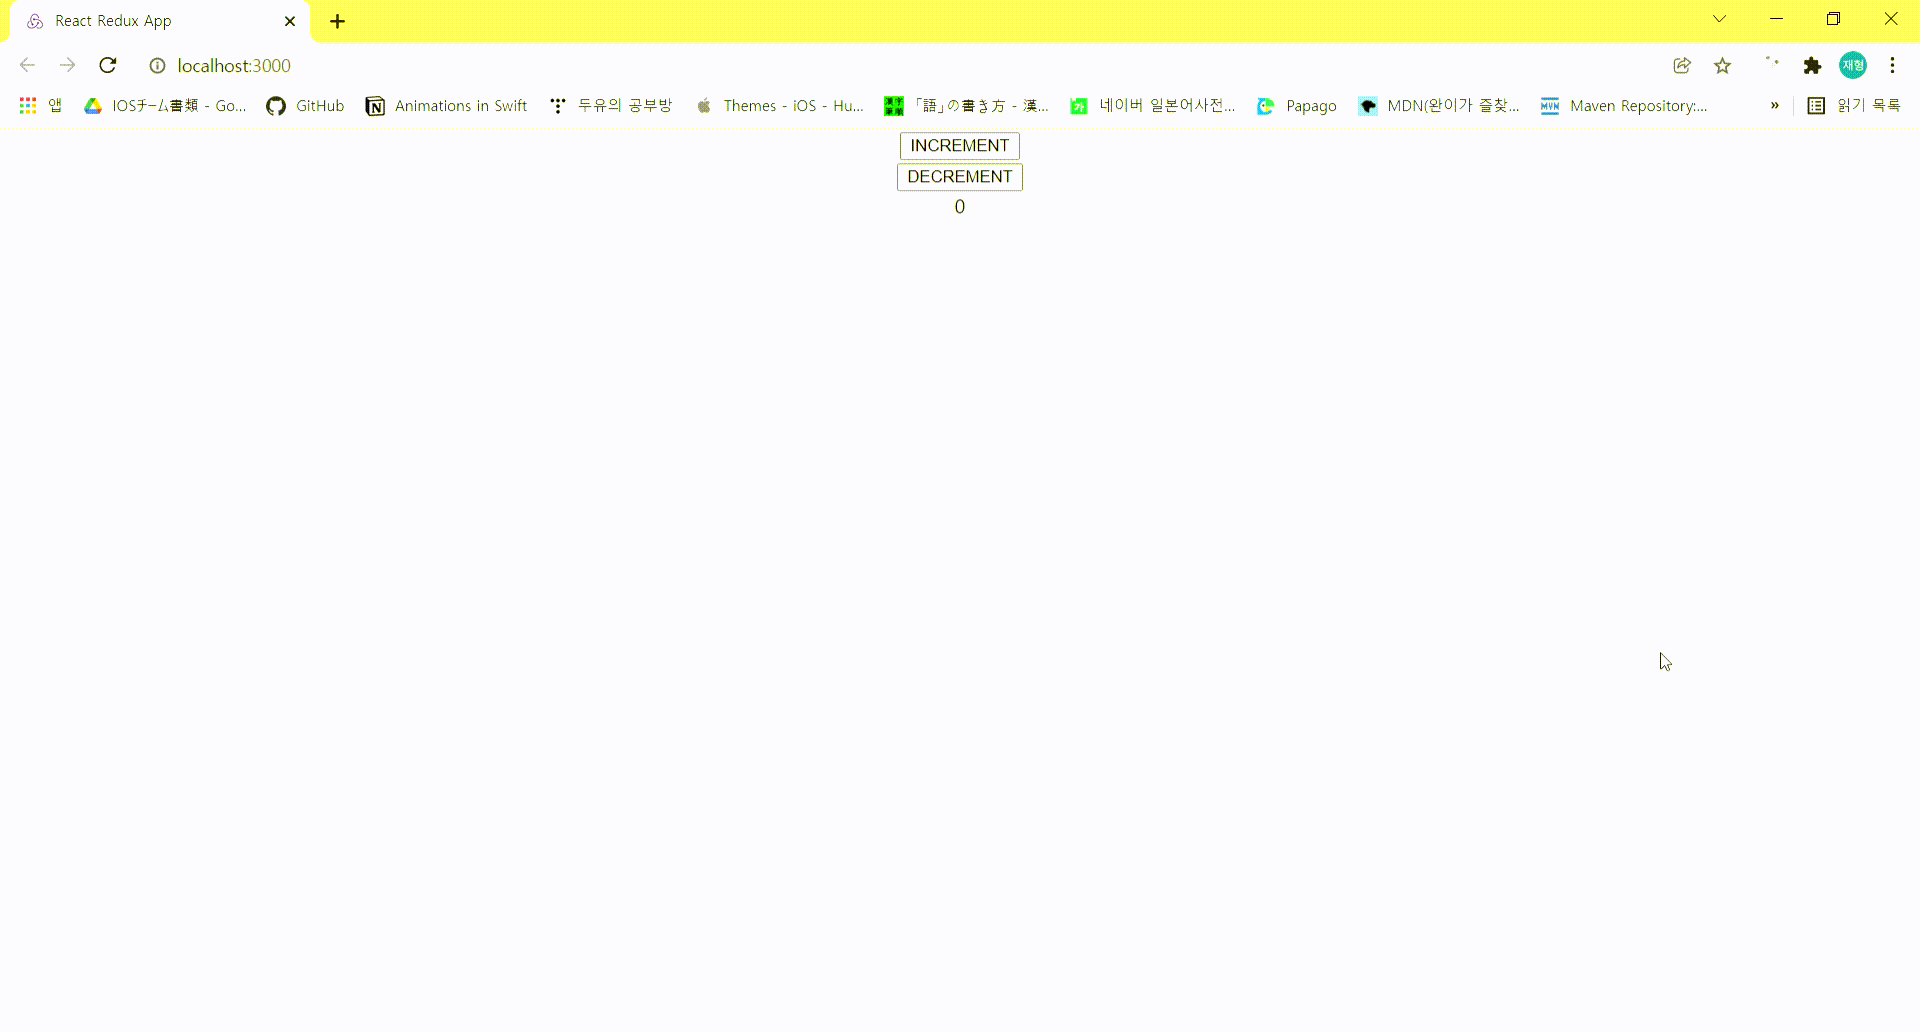 React Redux App
localhost:3000
재형
앱 IOSチーム書類 - Go... GitHub Animations in Swift 두유의 공부방 Themes - iOS - Hu... 「語」の書き方 - 漢... 네이버 일본어사전... Papago MDN(완이가 즐찾... Maven Repository:... » 읽기 목록
INCREMENT
DECREMENT
0